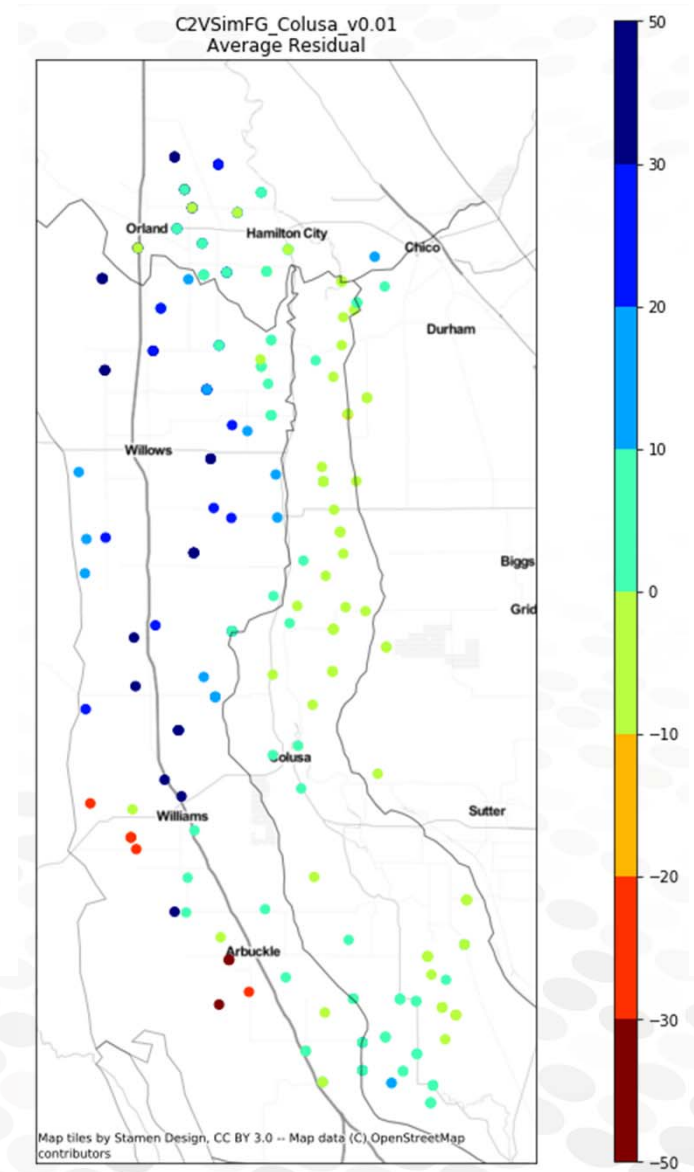 C2VSimFG_Colusa_v0.01
Average Residual
50
30
Orland
Hamilton City
Chico
20
Durham
10
Willows
Biggs
0
Grid
-10
Colusa
Sutter
Williams
-20
Arbuckle
-30
Map tiles by Stamen Design, CC BY 3.0 -- Map data (C) OpenStreetMap
contributors
-50